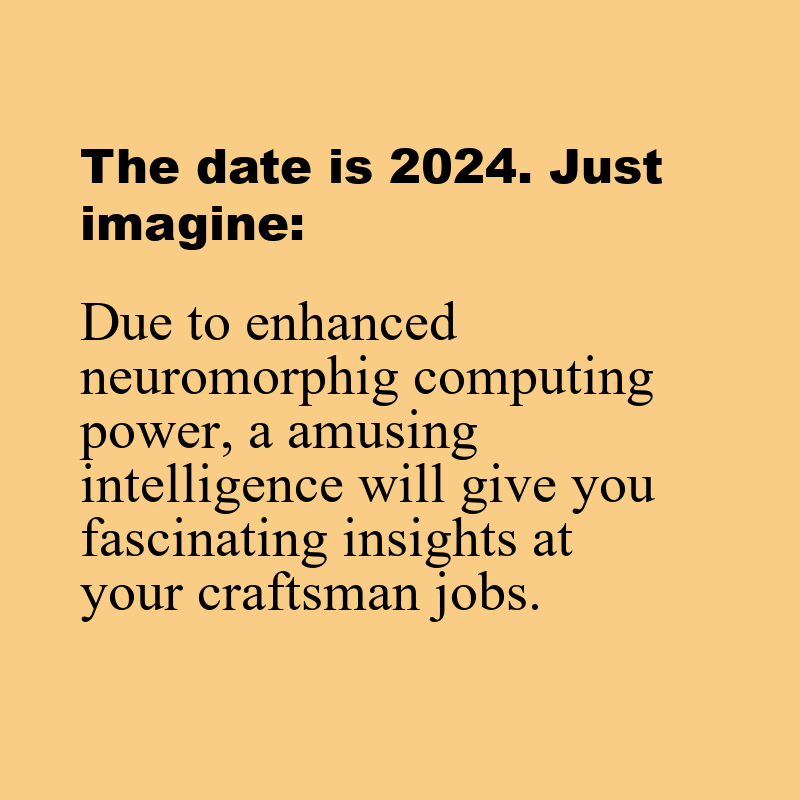 The date is 2024. Just
imagine:
Due to enhanced
neuromorphig computing
power, a amusing
intelligence will give you
fascinating insights at
your craftsman jobs.